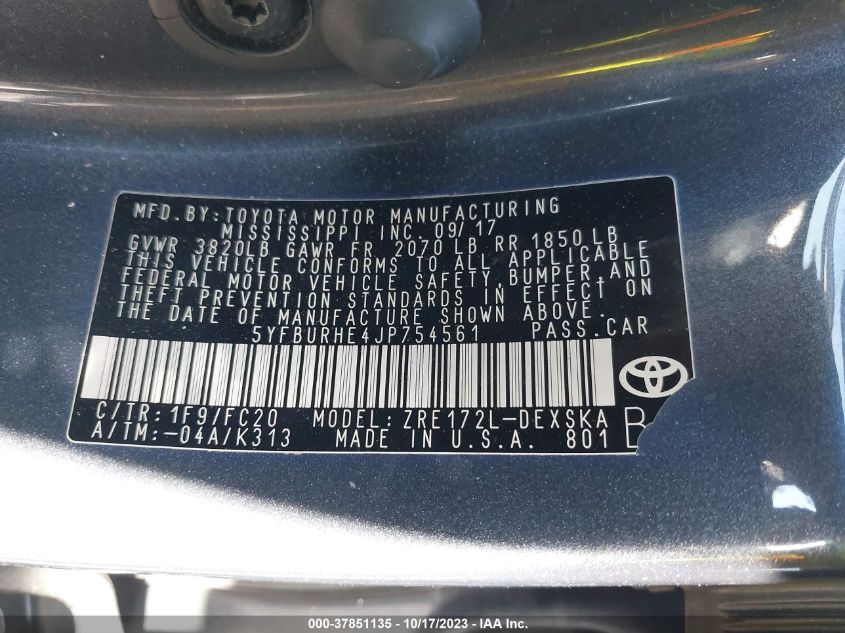 MFD. BY: TOYOTA MOTOR MANUFACTURING
MISSISSIPPI INC. 09/17
GVWR 3820LB GAWR FR. 2070 LB RR 1850 LB
THIS VEHICLE CONFORMS TO ALL APPLICABLE
FEDERAL MOTOR VEHICLE SAFETY, BUMPER, AND
THEFT PREVENTION STANDARDS IN EFFECT ON
THE DATE OF MANUFACTURE SHOWN ABOVE.
5YFBURHE4JP754561 PASS. CAR
C/TR: 1F9/FC20 MODEL: ZRE172L-DEXSKA
A/TM: -04A/K313 MADE IN U.S.A. 801 B
000-37851135 - 10/17/2023 - IAA Inc.